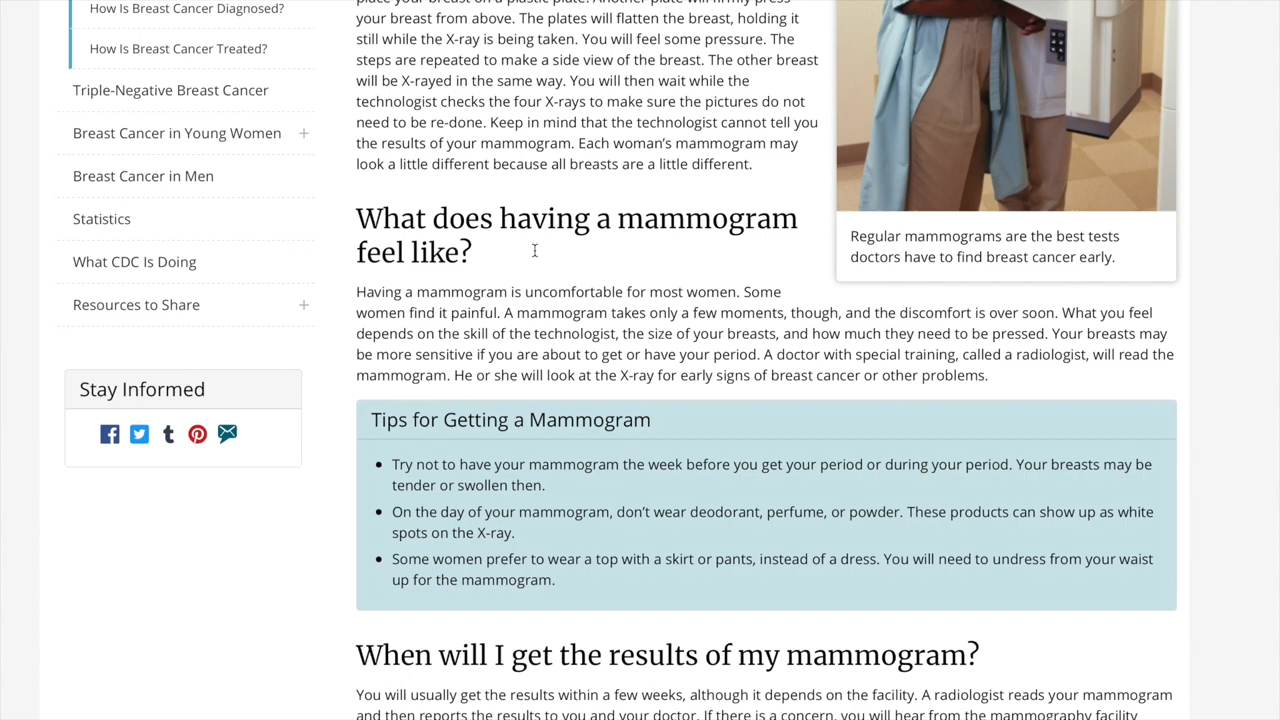 How Is Breast Cancer Diagnosed?
How Is Breast Cancer Treated?
Triple-Negative Breast Cancer
Breast Cancer in Young Women +
Breast Cancer in Men
Statistics
What CDC Is Doing
Resources to Share +
Stay Informed
place your breast on a plastic plate. Another plate will firmly press
your breast from above. The plates will flatten the breast, holding it
still while the X-ray is being taken. You will feel some pressure. The
steps are repeated to make a side view of the breast. The other breast
will be X-rayed in the same way. You will then wait while the
technologist checks the four X-rays to make sure the pictures do not
need to be re-done. Keep in mind that the technologist cannot tell you
the results of your mammogram. Each woman’s mammogram may
look a little different because all breasts are a little different.
Regular mammograms are the best tests
doctors have to find breast cancer early.
What does having a mammogram
feel like?
Having a mammogram is uncomfortable for most women. Some
women find it painful. A mammogram takes only a few moments, though, and the discomfort is over soon. What you feel
depends on the skill of the technologist, the size of your breasts, and how much they need to be pressed. Your breasts may
be more sensitive if you are about to get or have your period. A doctor with special training, called a radiologist, will read the
mammogram. He or she will look at the X-ray for early signs of breast cancer or other problems.
Tips for Getting a Mammogram
• Try not to have your mammogram the week before you get your period or during your period. Your breasts may be
tender or swollen then.
• On the day of your mammogram, don’t wear deodorant, perfume, or powder. These products can show up as white
spots on the X-ray.
• Some women prefer to wear a top with a skirt or pants, instead of a dress. You will need to undress from your waist
up for the mammogram.
When will I get the results of my mammogram?
You will usually get the results within a few weeks, although it depends on the facility. A radiologist reads your mammogram
and then reports the results to you and your doctor. If there is a concern, you will hear from the mammography facility